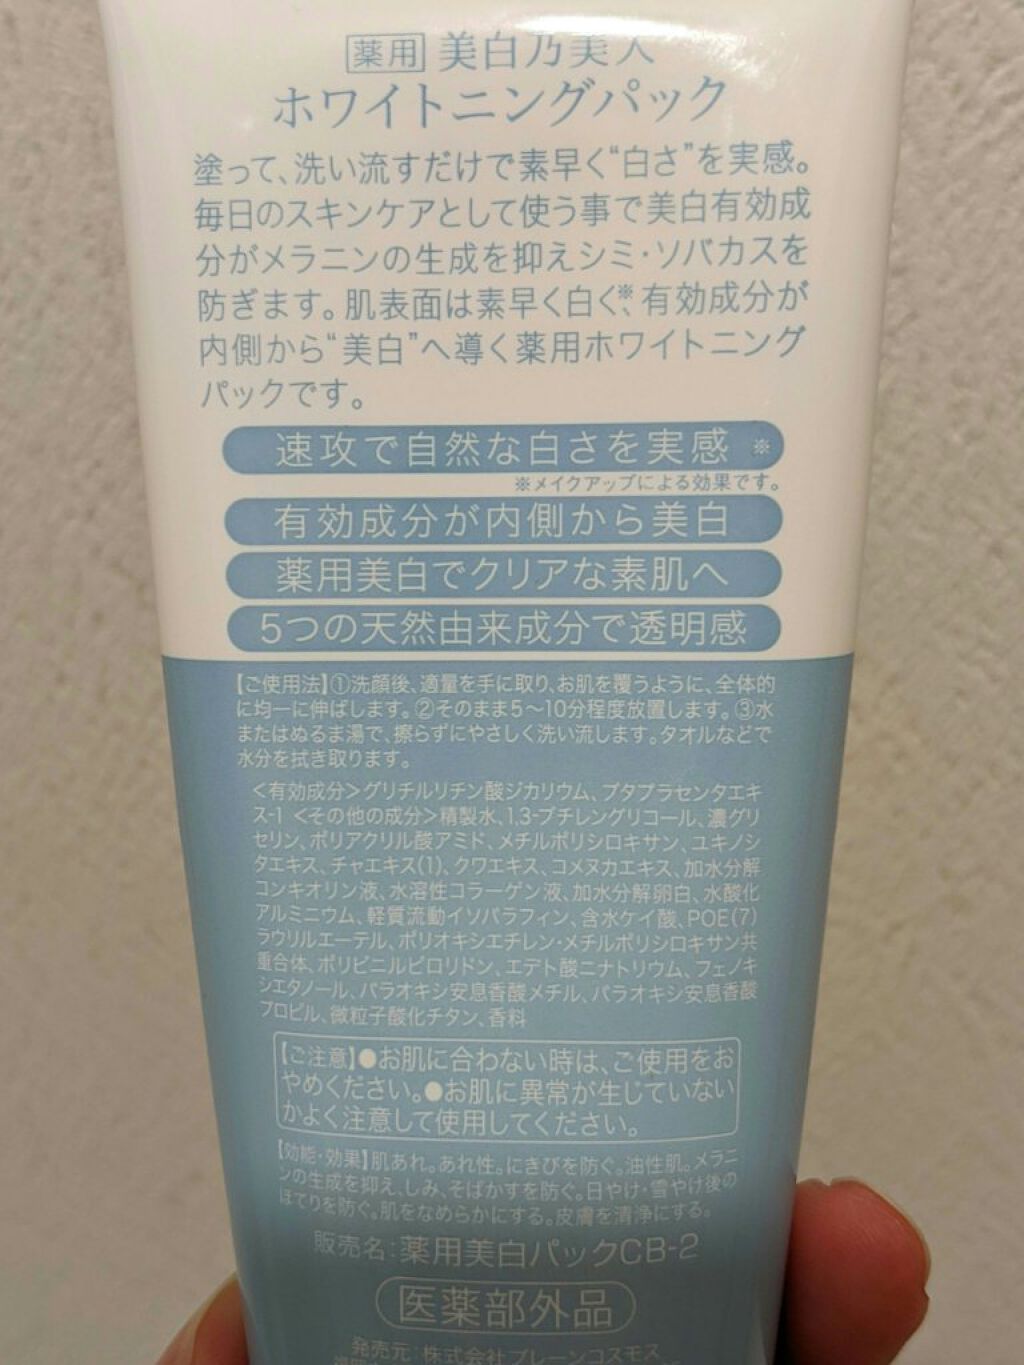 薬用 美白乃美人
ホワイトニングパック
塗って、洗い流すだけで素早く“白さ”を実感。
毎日のスキンケアとして使う事で美白有効成
分がメラニンの生成を抑えシミ・ソバカスを
防ぎます。肌表面は素早く白く※、有効成分が
内側から“美白”へ導く薬用ホワイトニング
パックです。
速攻で自然な白さを実感 ※
※メイクアップによる効果です。
有効成分が内側から美白
薬用美白でクリアな素肌へ
5つの天然由来成分で透明感
【ご使用法】①洗顔後、適量を手に取り、お肌を覆うように、全体的
に均一に伸ばします。②そのまま5〜10分程度放置します。③水
またはぬるま湯で、擦らずにやさしく洗い流します。タオルなどで
水分を拭き取ります。
＜有効成分＞グリチルリチン酸ジカリウム、ブタプラセンタエキ
ス-1 ＜その他の成分＞精製水、1,3-ブチレングリコール、濃グリ
セリン、ポリアクリル酸アミド、メチルポリシロキサン、ユキノシ
タエキス、チャエキス(1)、クワエキス、コメヌカエキス、加水分解
コンキオリン液、水溶性コラーゲン液、加水分解卵白、水酸化
アルミニウム、軽質流動イソパラフィン、含水ケイ酸、POE(7)
ラウリルエーテル、ポリオキシエチレン・メチルポリシロキサン共
重合体、ポリビニルピロリドン、エデト酸二ナトリウム、フェノキ
シエタノール、パラオキシ安息香酸メチル、パラオキシ安息香酸
プロピル、微粒子酸化チタン、香料
【ご注意】●お肌に合わない時は、ご使用をお
やめください。●お肌に異常が生じていない
かよく注意して使用してください。
【効能・効果】肌あれ。あれ性。にきびを防ぐ。油性肌。メラニ
ンの生成を抑え、しみ、そばかすを防ぐ。日やけ・雪やけ後の
ほてりを防ぐ。肌をなめらかにする。皮膚を清浄にする。
販売名：薬用美白パックCB-2
医薬部外品
発売元：株式会社ブレーンコスモス